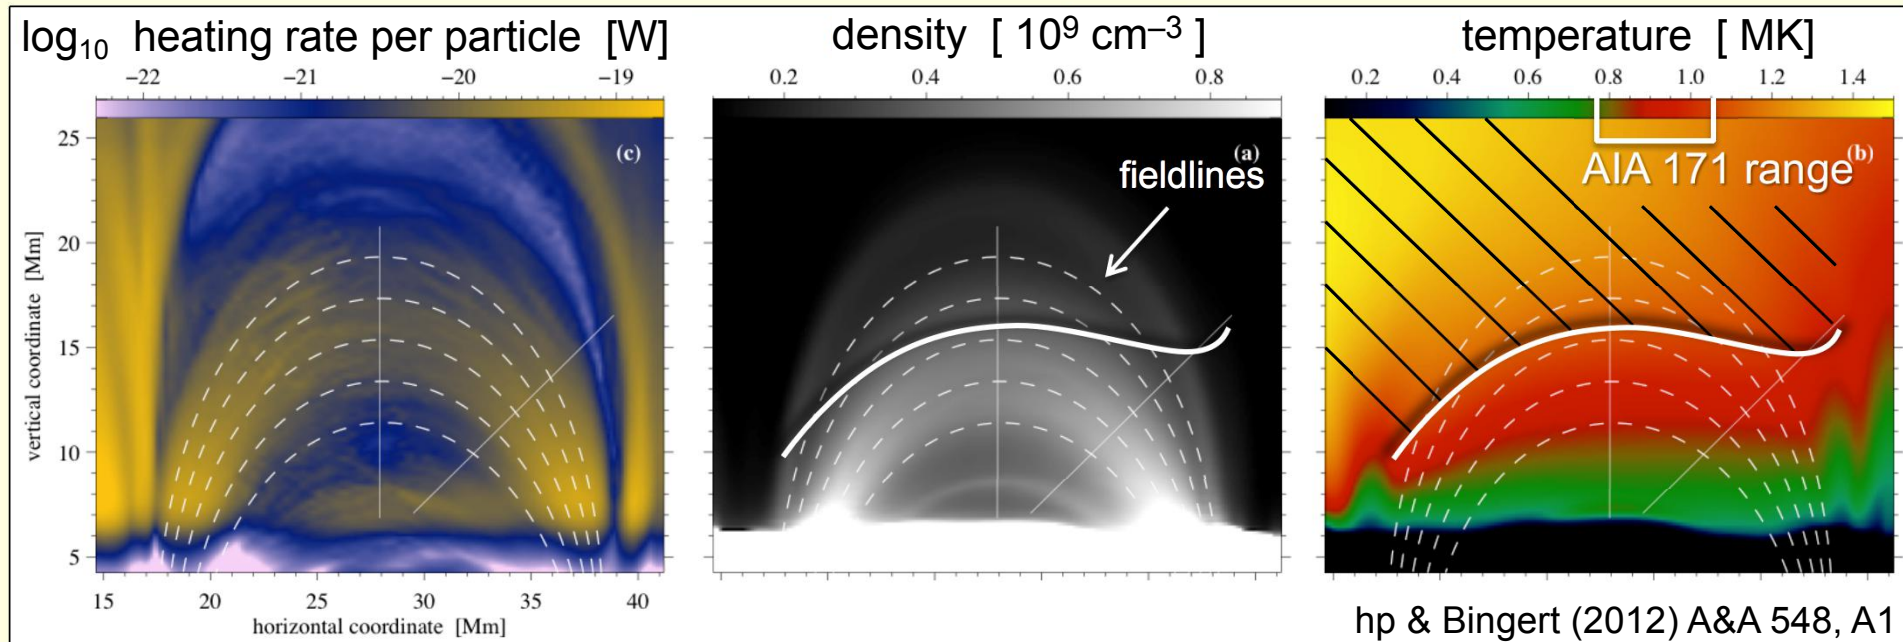 log₁₀ heating rate per particle [W]
−22 −21 −20 −19
(c)
25
20
15
10
5
vertical coordinate [Mm]
15 20 25 30 35 40
horizontal coordinate [Mm]
density [ 10⁹ cm⁻³ ]
0.2 0.4 0.6 0.8
(a)
fieldlines
temperature [ MK]
0.2 0.4 0.6 0.8 1.0 1.2 1.4
AIA 171 range
(b)
hp & Bingert (2012) A&A 548, A1